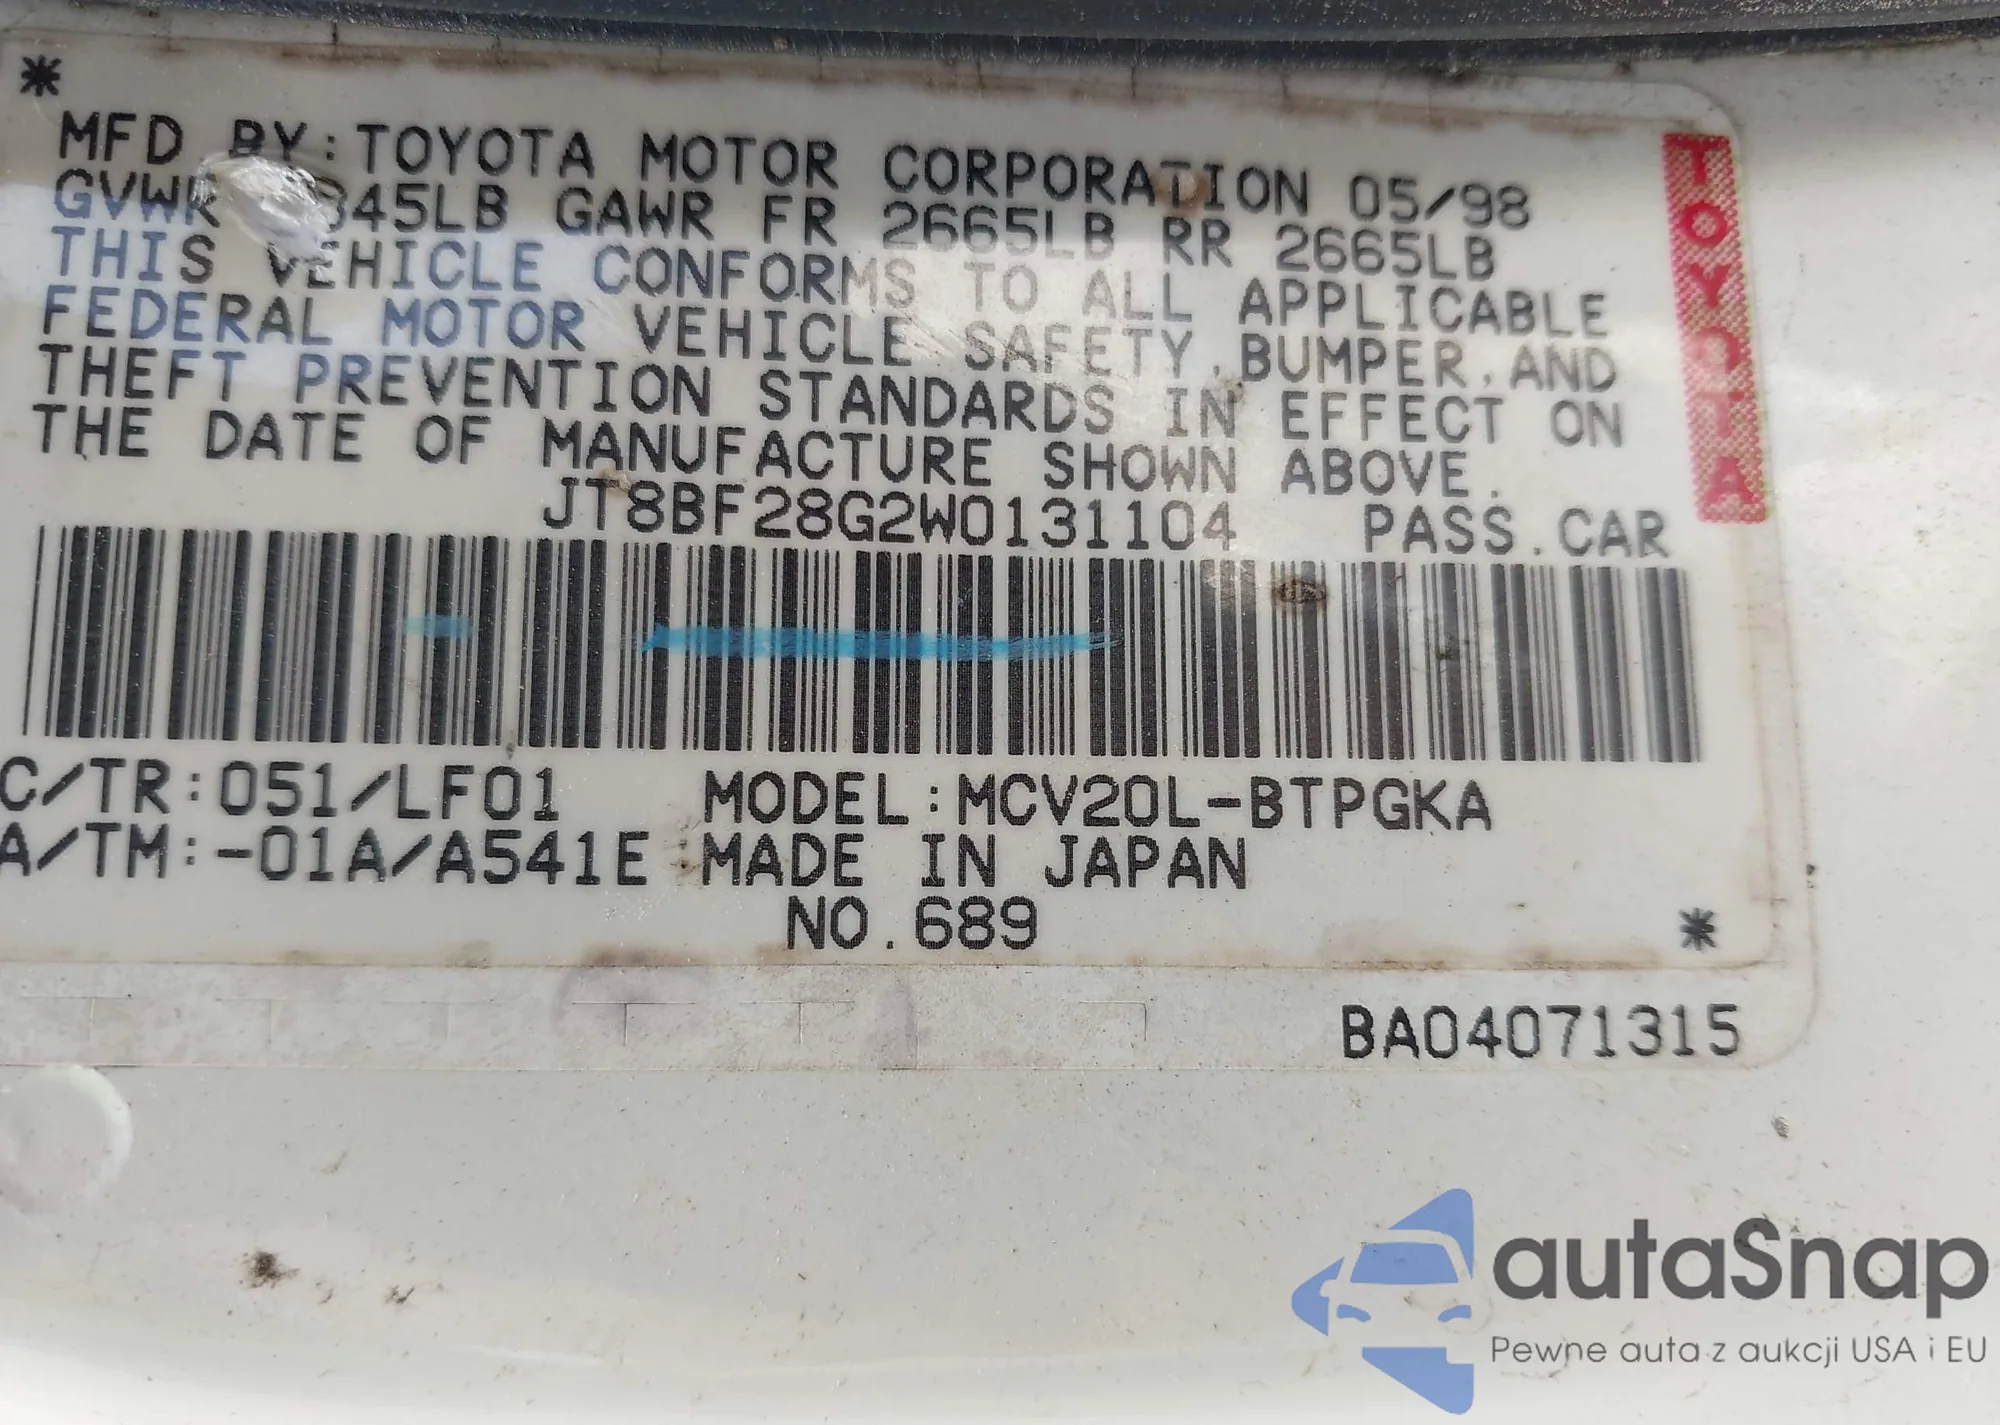 *
MFD BY:TOYOTA MOTOR CORPORATION 05/98
GVWR 845LB GAWR FR 2665LB RR 2665LB
THIS VEHICLE CONFORMS TO ALL APPLICABLE
FEDERAL MOTOR VEHICLE SAFETY,BUMPER,AND
THEFT PREVENTION STANDARDS IN EFFECT ON
THE DATE OF MANUFACTURE SHOWN ABOVE.
JT8BF28G2W0131104 PASS.CAR
TOYOTA
C/TR:051/LF01 MODEL:MCV20L-BTPGKA
A/TM:-01A/A541E MADE IN JAPAN
NO.689
*
BA04071315
autaSnap
Pewne auta z aukcji USA i EU